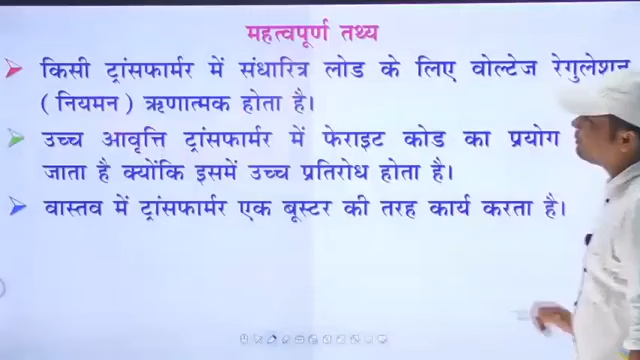 महत्वपूर्ण तथ्य
किसी ट्रांसफार्मर में संधारित्र लोड के लिए वोल्टेज रेगुलेशन
( नियमन ) ऋणात्मक होता है।
उच्च आवृत्ति ट्रांसफार्मर में फेराइट कोड का प्रयोग
जाता है क्योंकि इसमें उच्च प्रतिरोध होता है।
वास्तव में ट्रांसफार्मर एक बूस्टर की तरह कार्य करता है।